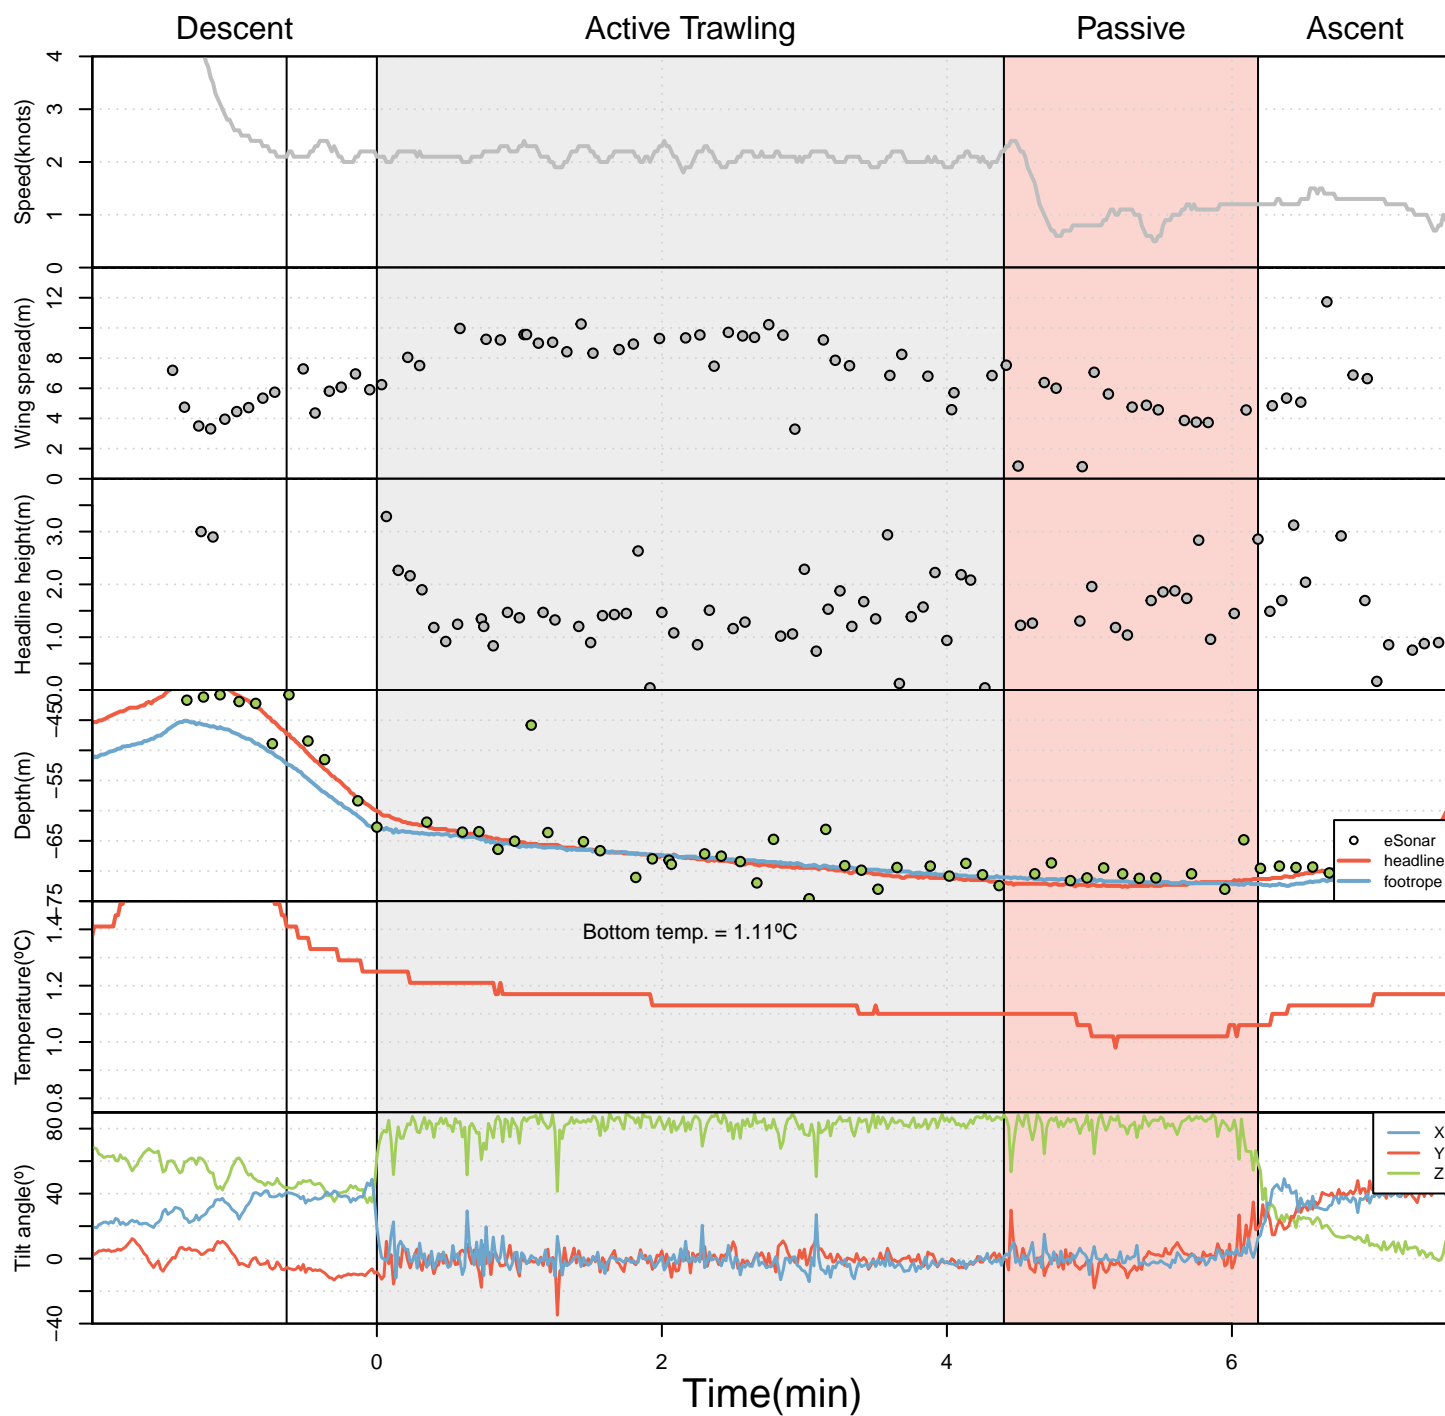 Descent Active Trawling Passive Ascent
Speed(knots)
4
3
2
1
0
Wing spread(m)
12
8
6
4
2
0
Headline height(m)
3.0
2.0
1.0
0.0
Depth(m)
−45
−55
−65
−75
eSonar
headline
footrope
Temperature(ºC)
1.4
1.2
1.0
0.8
Bottom temp. = 1.11ºC
Tilt angle(º)
80
40
0
−40
X
Y
Z
0 2 4 6
Time(min)